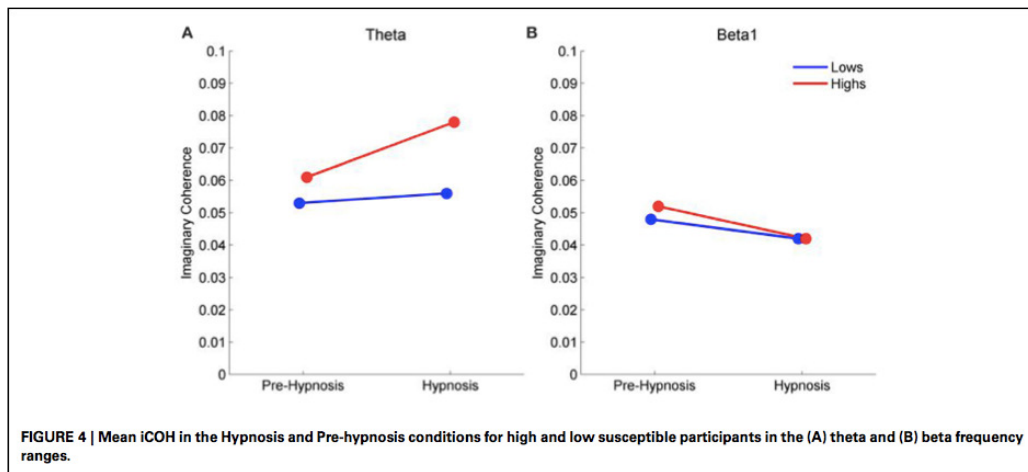 A
Theta
0.1
0.09
0.08
0.07
0.06
0.05
0.04
0.03
0.02
0.01
0
Imaginary Coherence
Pre-Hypnosis
Hypnosis
B
Beta1
0.1
0.09
0.08
0.07
0.06
0.05
0.04
0.03
0.02
0.01
0
Imaginary Coherence
Pre-Hypnosis
Hypnosis
Lows
Highs
FIGURE 4 | Mean iCOH in the Hypnosis and Pre-hypnosis conditions for high and low susceptible participants in the (A) theta and (B) beta frequency
ranges.